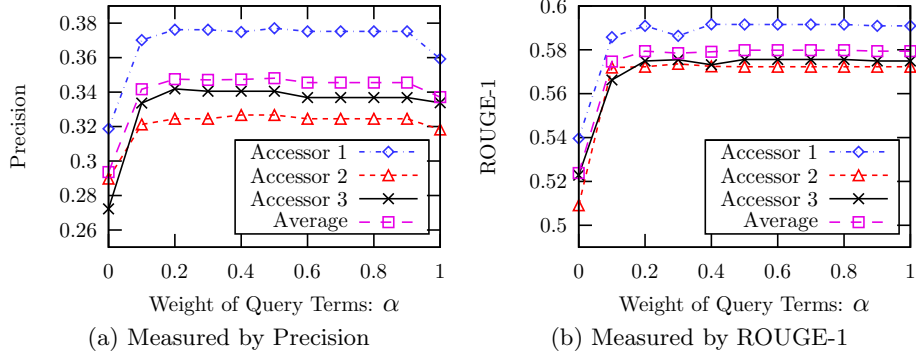 0.38
0.36
0.34
0.32
0.3
0.28
0.26
Precision
Accessor 1
Accessor 2
Accessor 3
Average
0 0.2 0.4 0.6 0.8 1
Weight of Query Terms: α
(a) Measured by Precision
0.6
0.58
0.56
0.54
0.52
0.5
ROUGE-1
Accessor 1
Accessor 2
Accessor 3
Average
0 0.2 0.4 0.6 0.8 1
Weight of Query Terms: α
(b) Measured by ROUGE-1